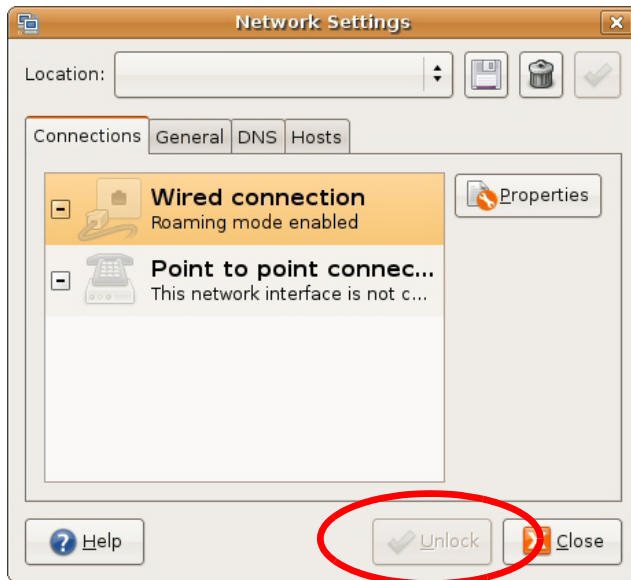 Network Settings
Location:
Connections General DNS Hosts
Wired connection
Roaming mode enabled
Properties
Point to point connec...
This network interface is not c...
Help
Unlock
Close